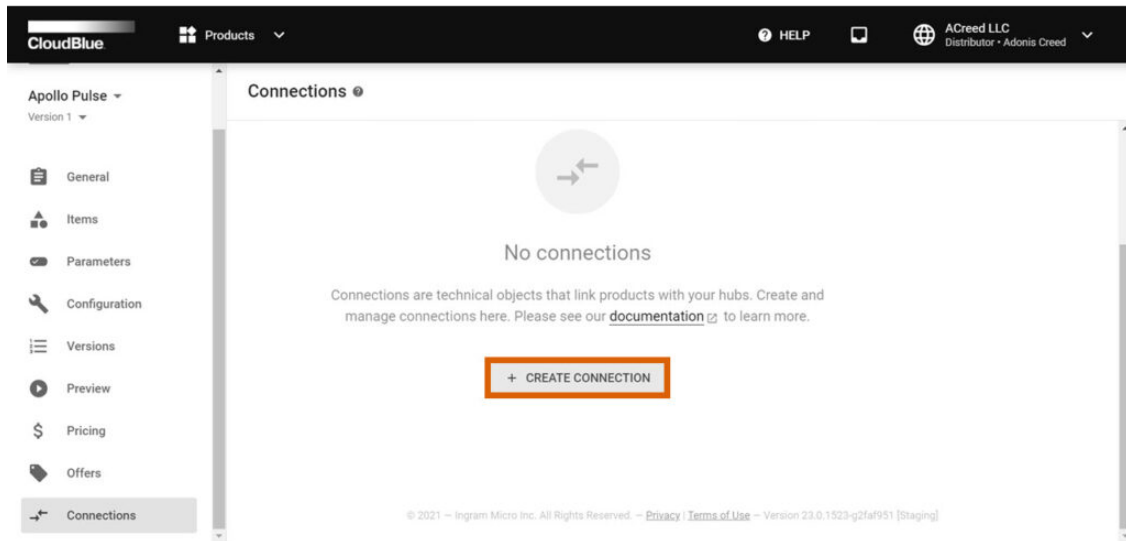 CloudBlue.
Products
HELP
ACreed LLC
Distributor • Adonis Creed
Apollo Pulse
Version 1
General
Items
Parameters
Configuration
Versions
Preview
Pricing
Offers
Connections
Connections
No connections
Connections are technical objects that link products with your hubs. Create and
manage connections here. Please see our documentation to learn more.
+ CREATE CONNECTION
© 2021 – Ingram Micro Inc. All Rights Reserved. – Privacy | Terms of Use – Version 23.0.1523-g2faf951 [Staging]